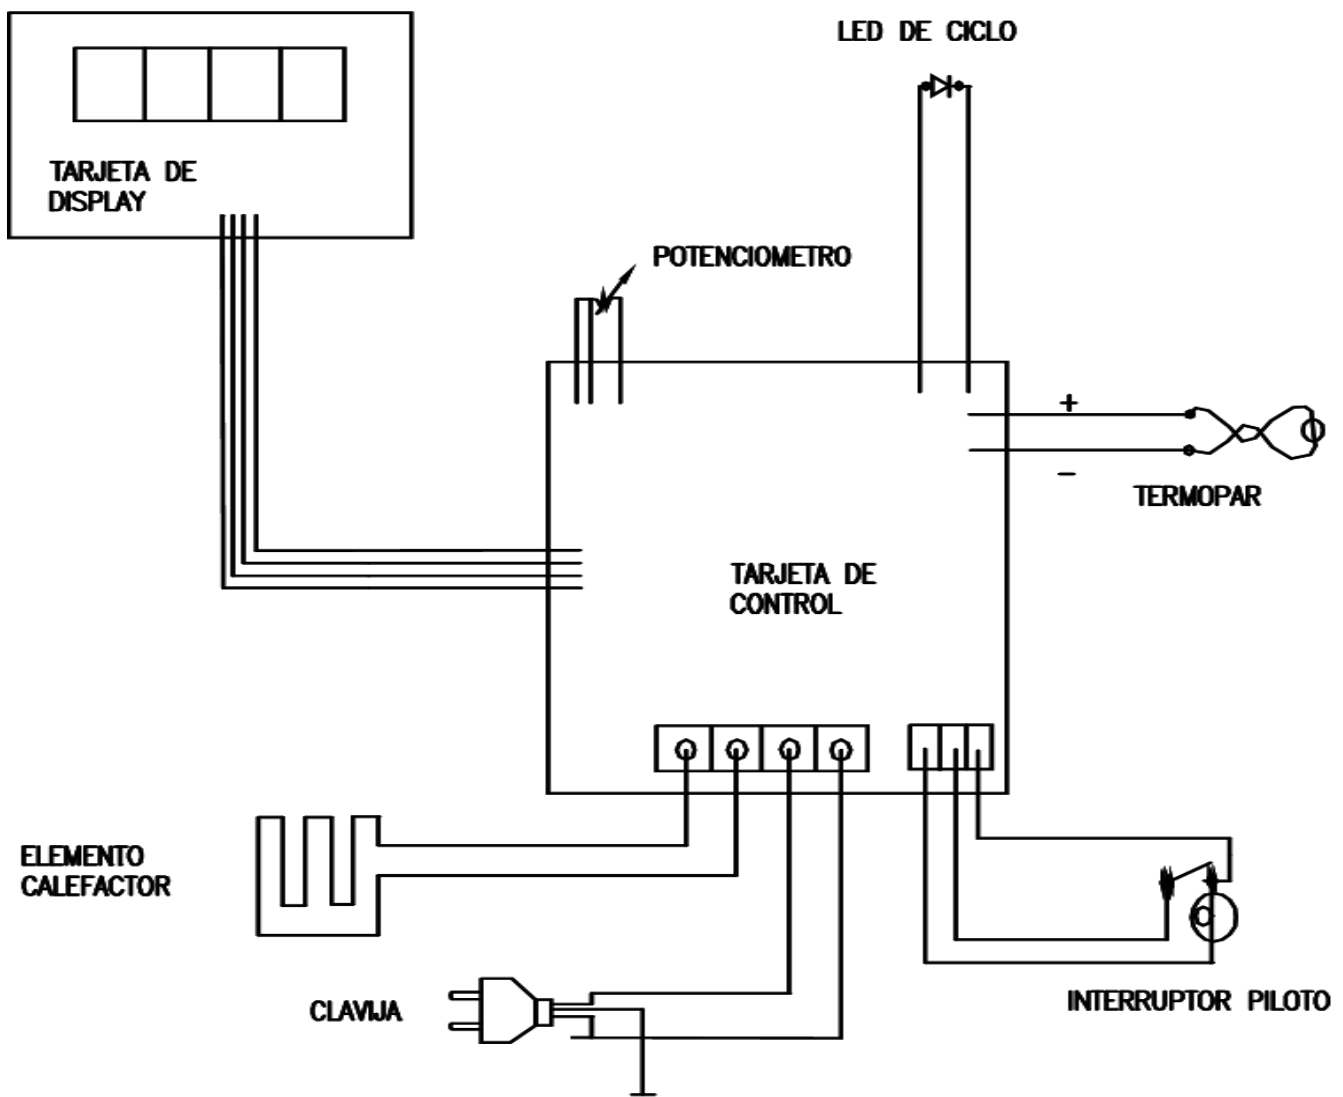 LED DE CICLO
TARJETA DE
DISPLAY
POTENCIOMETRO
+
−
TERMOPAR
TARJETA DE
CONTROL
ELEMENTO
CALEFACTOR
CLAVIJA
INTERRUPTOR PILOTO